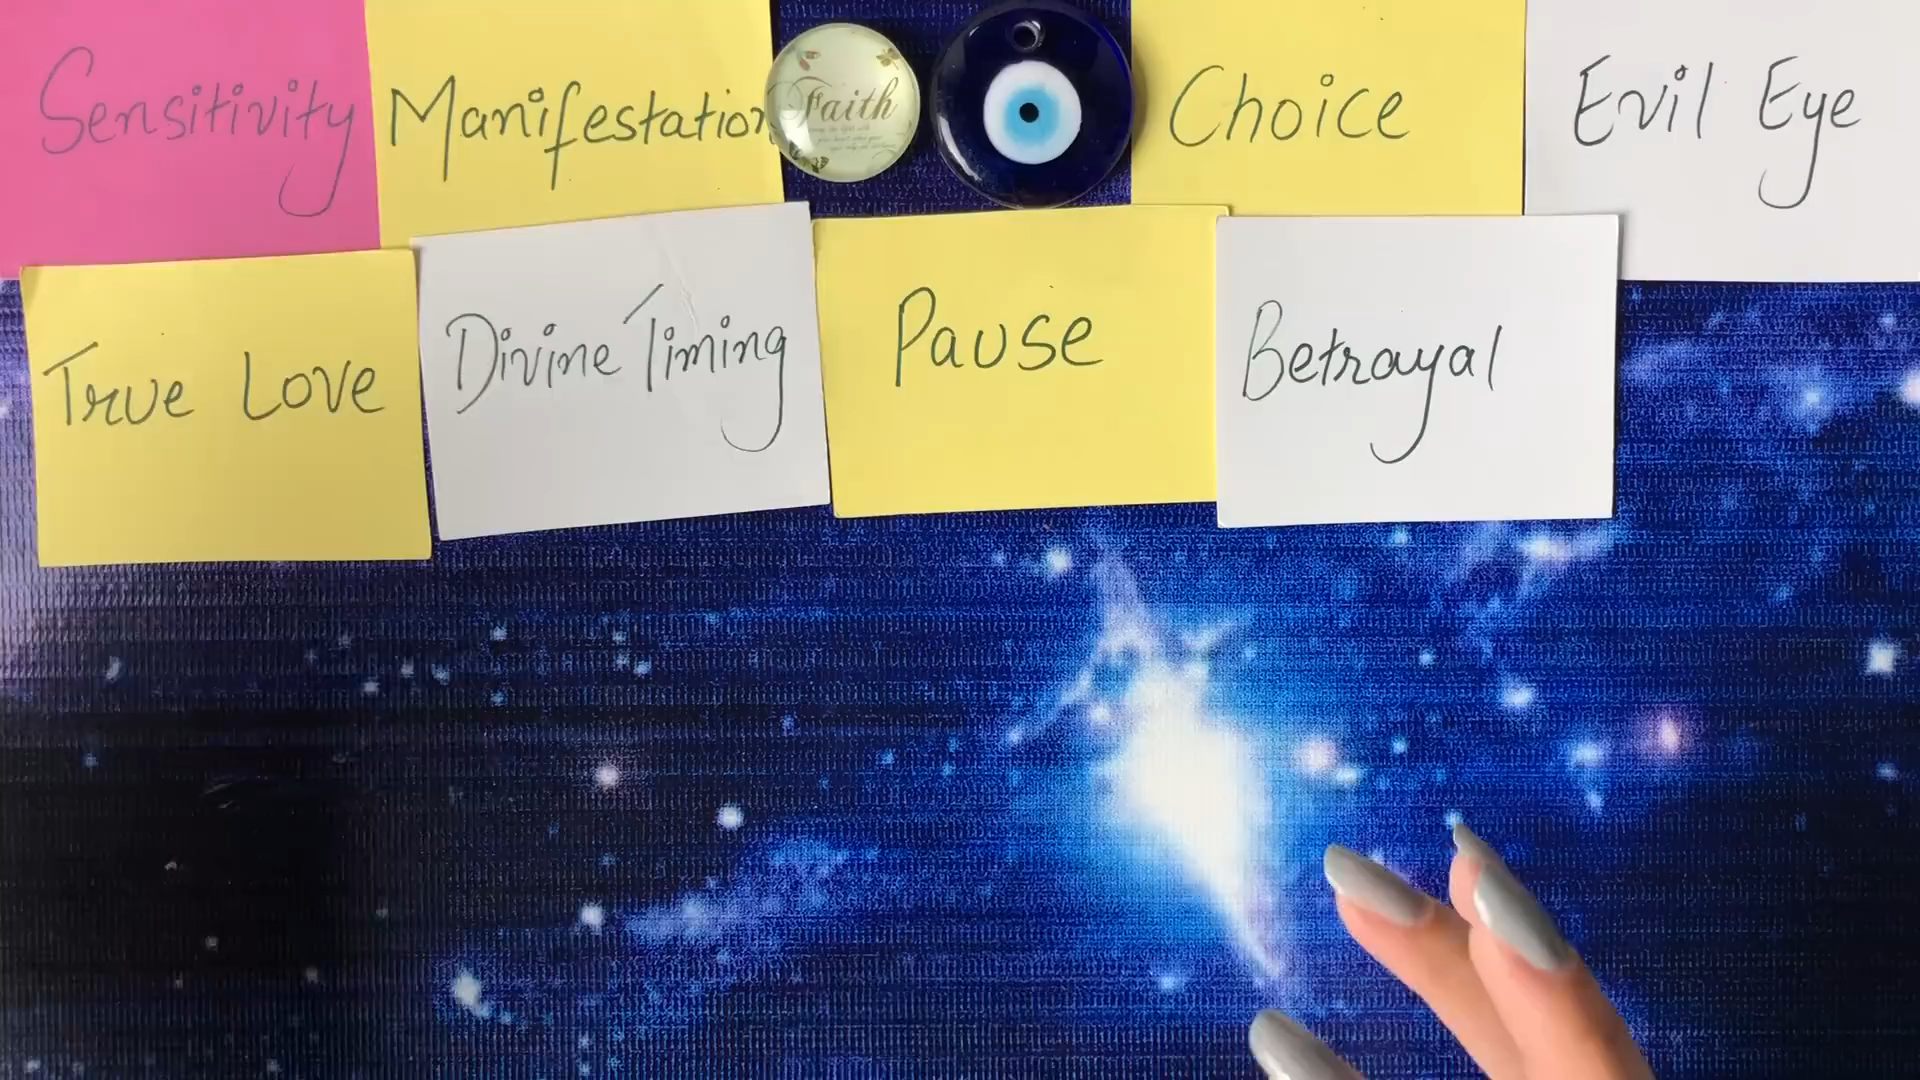 Sensitivity
Manifestation
Faith
Choice
Evil Eye
True Love
Divine Timing
Pause
Betrayal